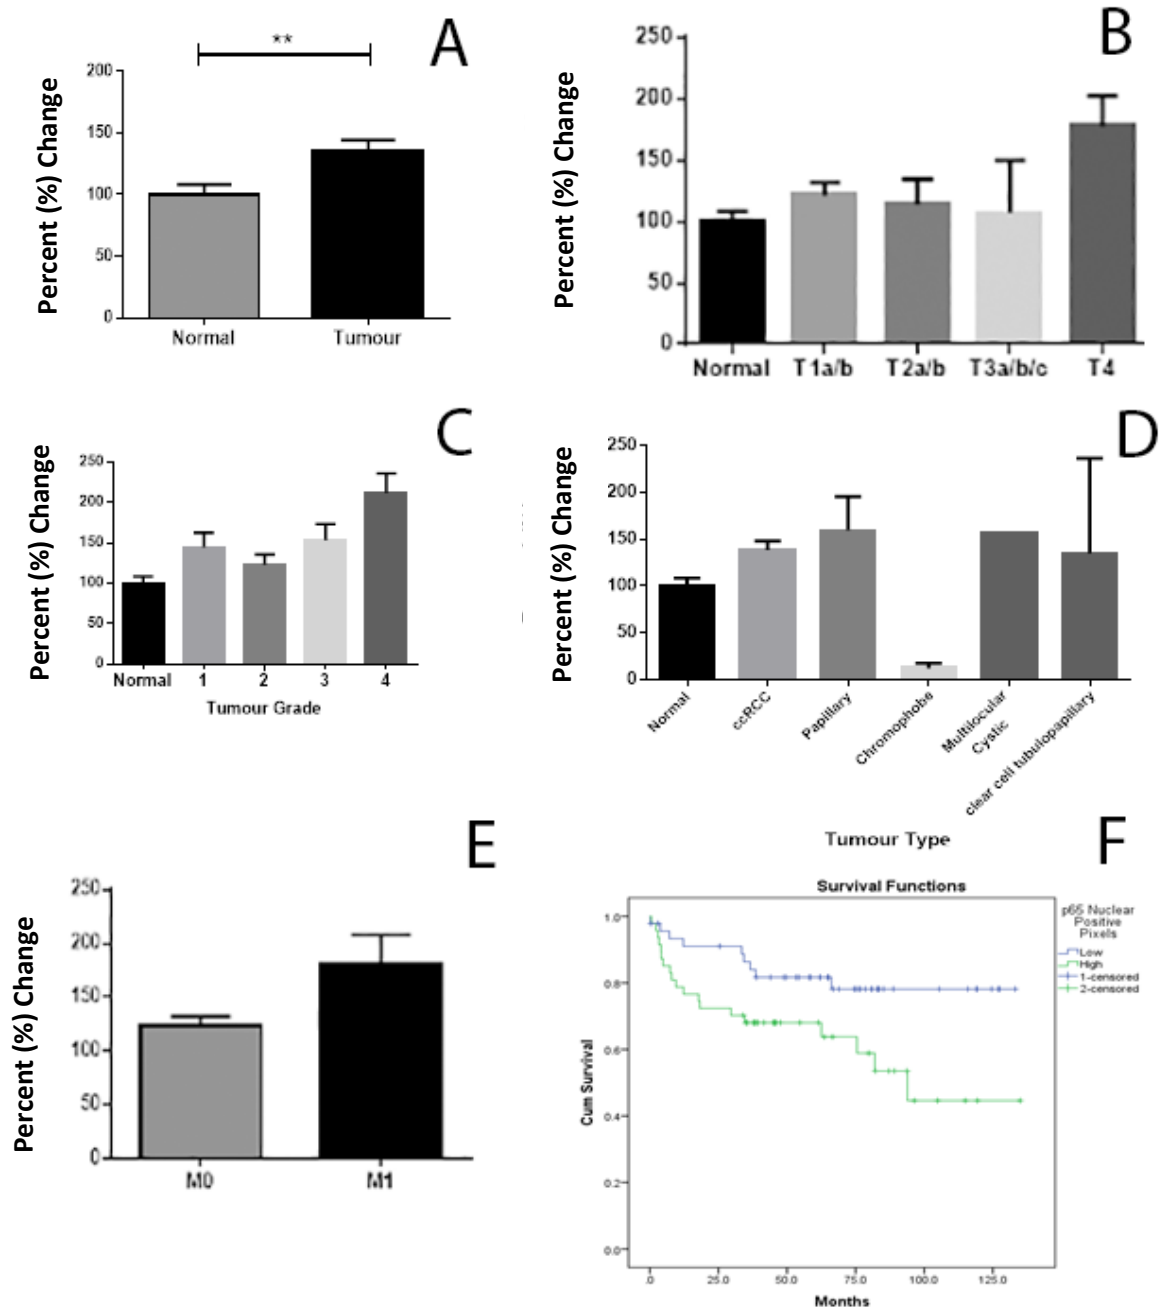 A
**
Percent (%) Change
200
150
100
50
0
Normal Tumour
B
Percent (%) Change
250
200
150
100
50
0
Normal T1a/b T2a/b T3a/b/c T4
C
Percent (%) Change
250
200
150
100
50
0
Normal 1 2 3 4
Tumour Grade
D
Percent (%) Change
250
200
150
100
50
0
Normal
ccRCC
Papillary
Chromophobe
Multilocular
Cystic
clear cell tubulopapillary
Tumour Type
E
Percent (%) Change
250
200
150
100
50
0
M0 M1
F
Survival Functions
Cum Survival
1.0
0.8
0.6
0.4
0.2
0.0
.0 25.0 50.0 75.0 100.0 125.0
Months
p65 Nuclear
Positive
Pixels
Low
High
1-censored
2-censored